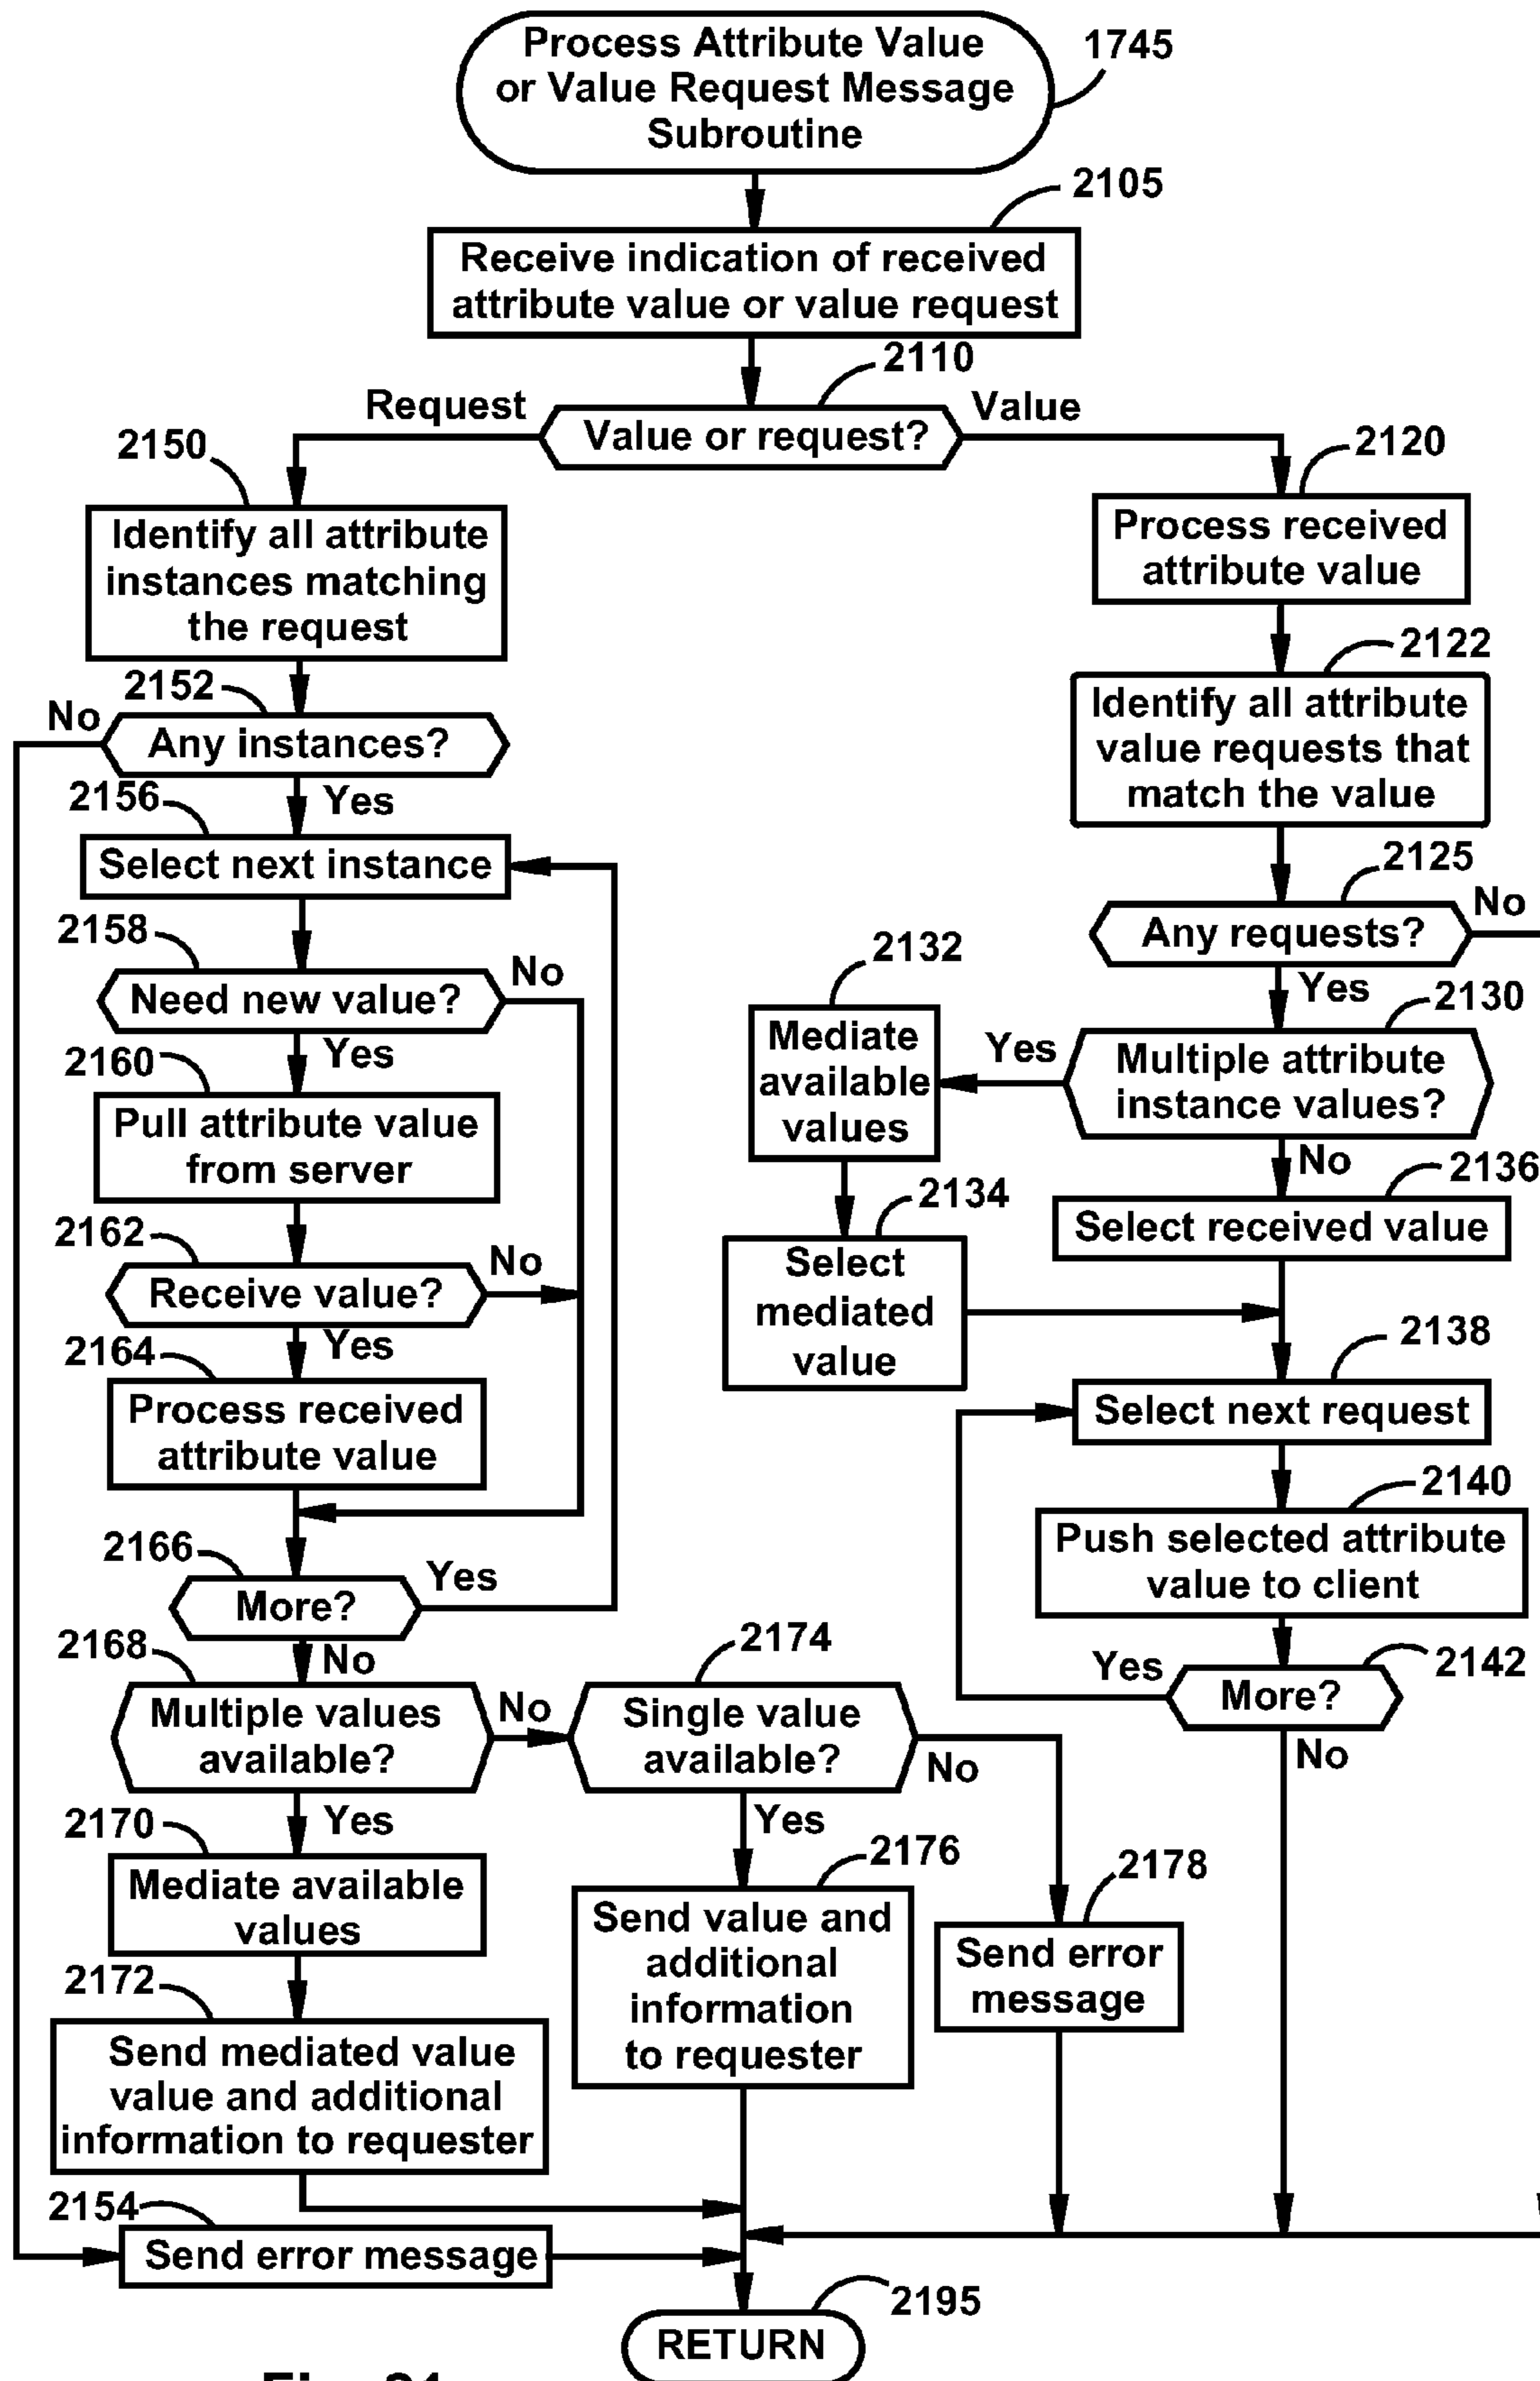 Process Attribute Value
or Value Request Message
Subroutine
1745
2105
Receive indication of received
attribute value or value request
2110
Request
Value or request?
Value
2150
Identify all attribute
instances matching
the request
2152
No
Any instances?
Yes
2156
Select next instance
2158
Need new value?
No
Yes
2160
Pull attribute value
from server
2162
Receive value?
No
Yes
2164
Process received
attribute value
2166
More?
Yes
No
2168
Multiple values
available?
No
2174
Single value
available?
No
Yes
2170
Mediate available
values
Yes
2176
Send value and
additional
information
to requester
2178
Send error
message
2172
Send mediated value
value and additional
information to requester
2154
Send error message
2120
Process received
attribute value
2122
Identify all attribute
value requests that
match the value
2125
Any requests?
No
Yes
2130
Multiple attribute
instance values?
Yes
2132
Mediate
available
values
2134
Select
mediated
value
No
2136
Select received value
2138
Select next request
2140
Push selected attribute
value to client
2142
Yes
More?
No
2195
RETURN